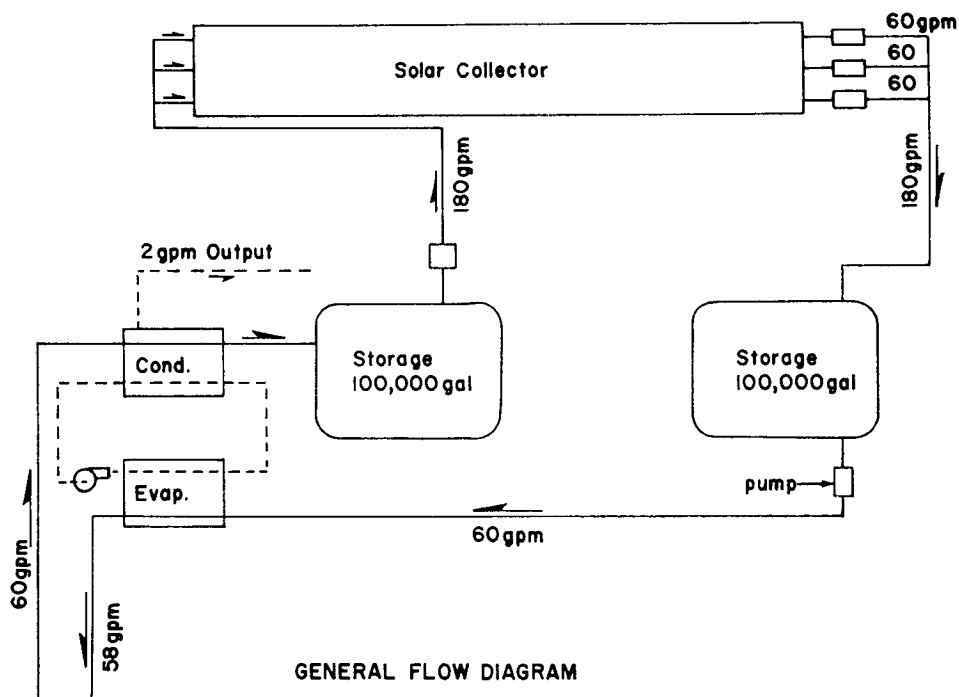 60gpm
Solar Collector
60
60
180gpm
180gpm
2gpm Output
Cond.
Storage
100,000gal
Storage
100,000gal
Evap.
pump
60gpm
60gpm
58gpm
GENERAL FLOW DIAGRAM